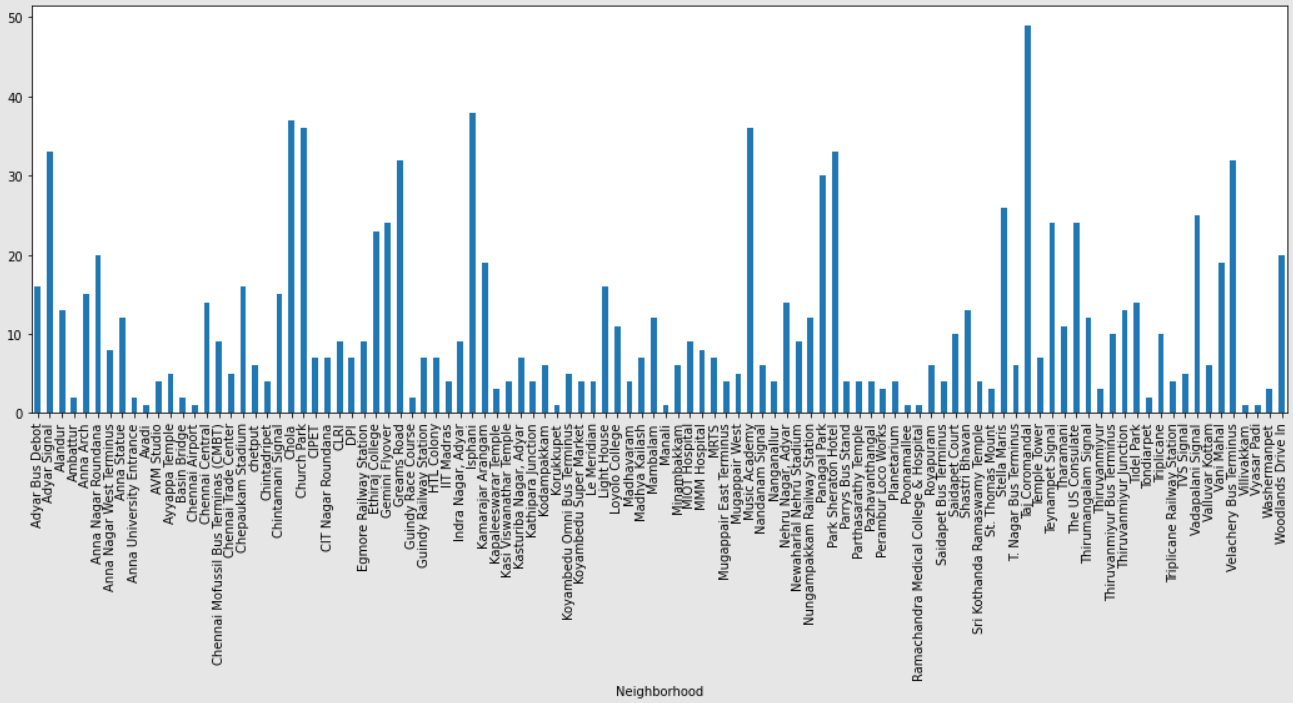 50
40
30
20
10
0
Adyar Bus Debot
Adyar Signal
Alandur
Ambattur
Anna Arch
Anna Nagar Roundana
Anna Nagar West Terminus
Anna Statue
Anna University Entrance
Avadi
AVM Studio
Ayyappa Temple
Basin Bridge
Chennai Airport
Chennai Central
Chennai Mofussil Bus Terminas (CMBT)
Chennai Trade Center
Chepaukam Stadium
chetput
Chintadripet
Chintamani Signal
Chola
Church Park
CIPET
CIT Nagar Roundana
CLRI
DPI
Egmore Railway Station
Ethiraj College
Gemini Flyover
Greams Road
Guindy Race Course
Guindy Railway Station
HTL Colony
IIT Madras
Indra Nagar, Adyar
Isphani
Kamarajar Arangam
Kapaleeswarar Temple
Kasi Viswanathar Temple
Kasturiba Nagar, Adyar
Kathipara Junction
Kodampakkam
Korukkupet
Koyambedu Omni Bus Terminus
Koyambedu Super Market
Le Meridian
Light House
Loyolo College
Madhavaram
Madhya Kailash
Mambalam
Manali
Minambakkam
MIOT Hospital
MMM Hospital
MRTS
Mugappair East Terminus
Mugappair West
Music Academy
Nandanam Signal
Nanganllur
Nehru Nagar, Adyar
Newaharlal Nehru Stadium
Nungampakkam Railway Station
Panagal Park
Park Sheraton Hotel
Parrys Bus Stand
Parthasarathy Temple
Pazhavanthangal
Perambur Loco Works
Planetarium
Poonamallee
Ramachandra Medical College & Hospital
Royapuram
Saidapet Bus Terminus
Saidapet Court
Shastri Bhavan
Sri Kothanda Ramaswamy Temple
St. Thomas Mount
Stella Maris
T. Nagar Bus Terminus
Taj Coromandal
Temple Tower
Teynampet Signal
Tharamani
The US Consulate
Thirumangalam Signal
Thiruvanmiyur
Thiruvanmiyur Bus Terminus
Thiruvanmiyur Junction
Tidel Park
Tondiarpet
Triplicane
Triplicane Railway Station
TVS Signal
Vadapalani Signal
Valluvar Kottam
Vani Mahal
Velachery Bus Terminus
Villivakkam
Vyasar Padi
Washermanpet
Woodlands Drive In
Neighborhood